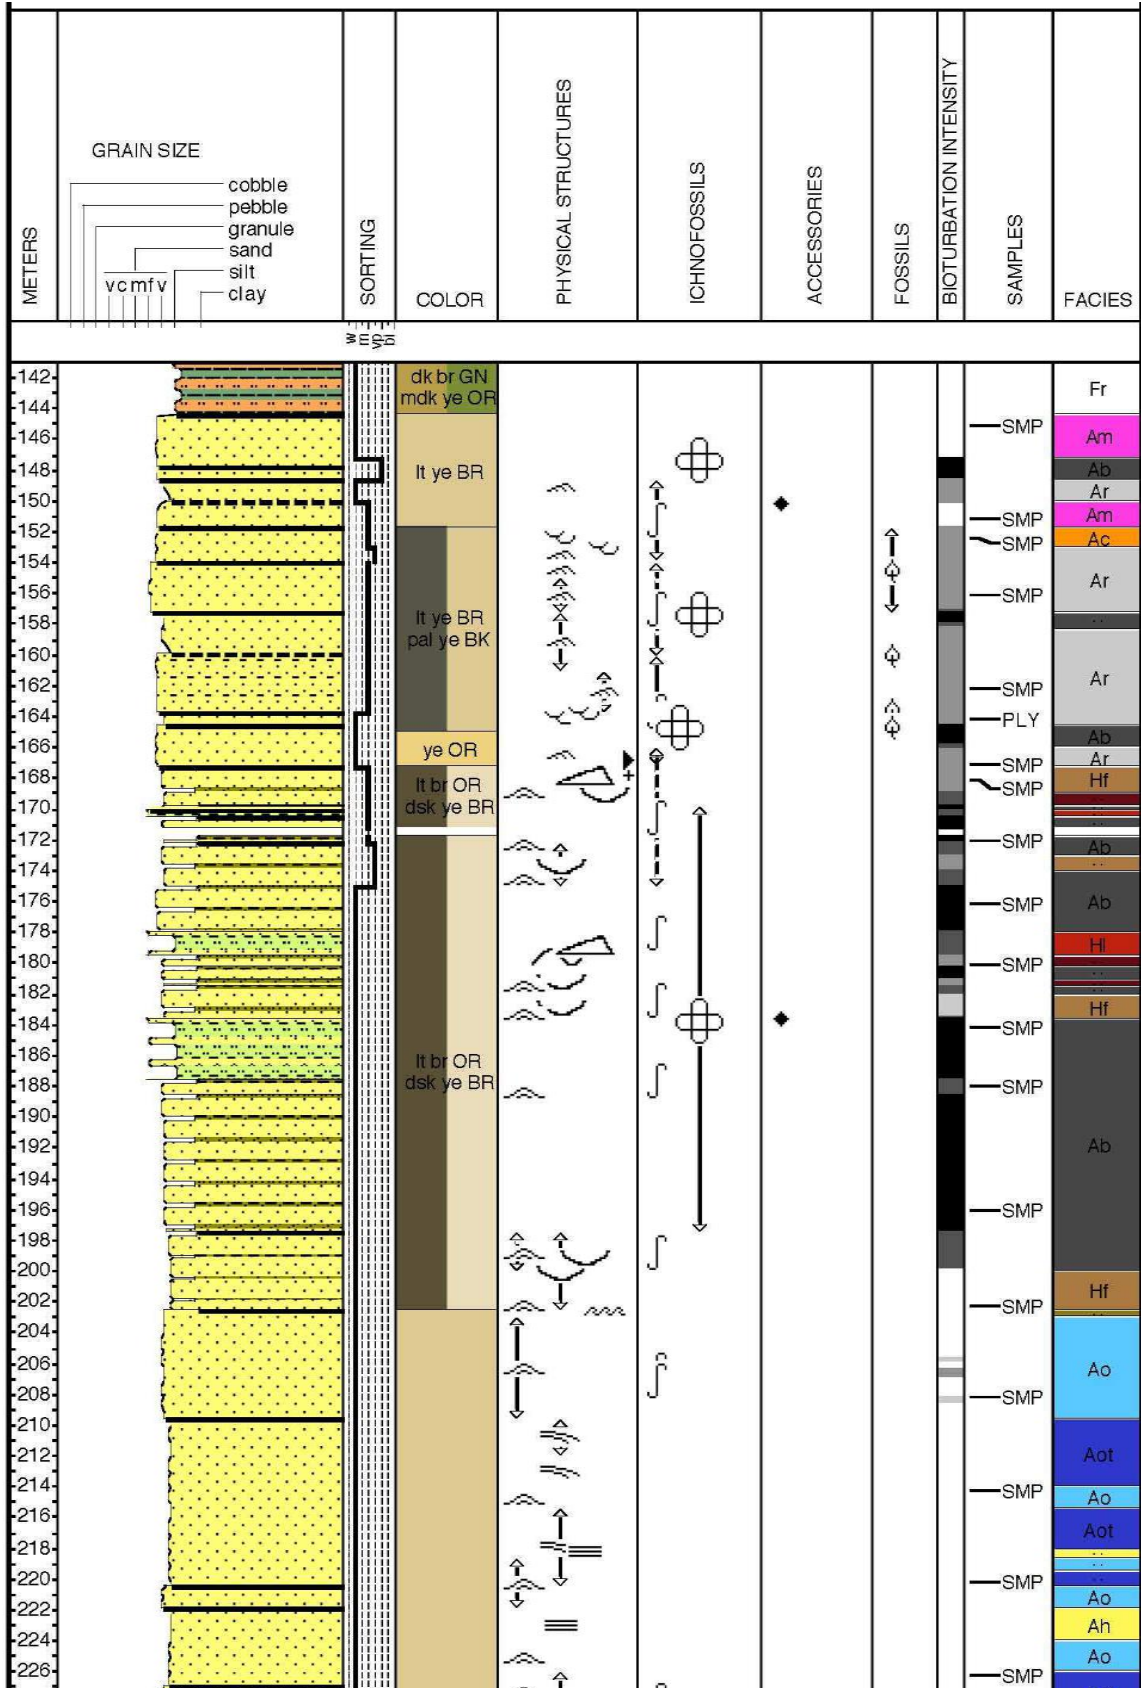 METERS
GRAIN SIZE
cobble
pebble
granule
sand
silt
clay
v c m f v
SORTING
COLOR
PHYSICAL STRUCTURES
ICHNOFOSSILS
ACCESSORIES
FOSSILS
BIOTURBATION INTENSITY
SAMPLES
FACIES
w
m
vp
bi
142
dk br GN
mdk ye OR
Fr
144
SMP
146
Am
148
lt ye BR
Ab
150
Ar
SMP
Am
152
SMP
Ac
154
Ar
156
SMP
158
lt ye BR
pal ye BK
160
162
SMP
Ar
164
PLY
166
ye OR
Ab
SMP
Ar
168
lt br OR
SMP
Hf
170
dsk ye BR
172
SMP
Ab
174
176
SMP
Ab
178
Hl
180
SMP
182
Hf
184
SMP
186
lt br OR
dsk ye BR
188
SMP
190
192
Ab
194
196
SMP
198
200
202
SMP
Hf
204
206
Ao
208
SMP
210
212
Aot
214
SMP
Ao
216
Aot
218
220
SMP
Ao
222
Ah
224
Ao
226
SMP